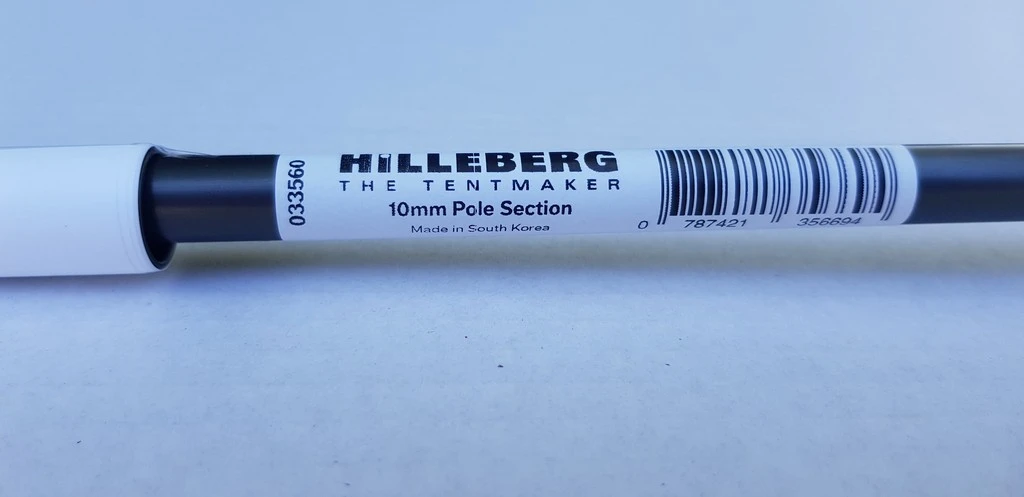 033560
HILLEBERG
THE TENTMAKER
10mm Pole Section
Made in South Korea
0 787421 356694